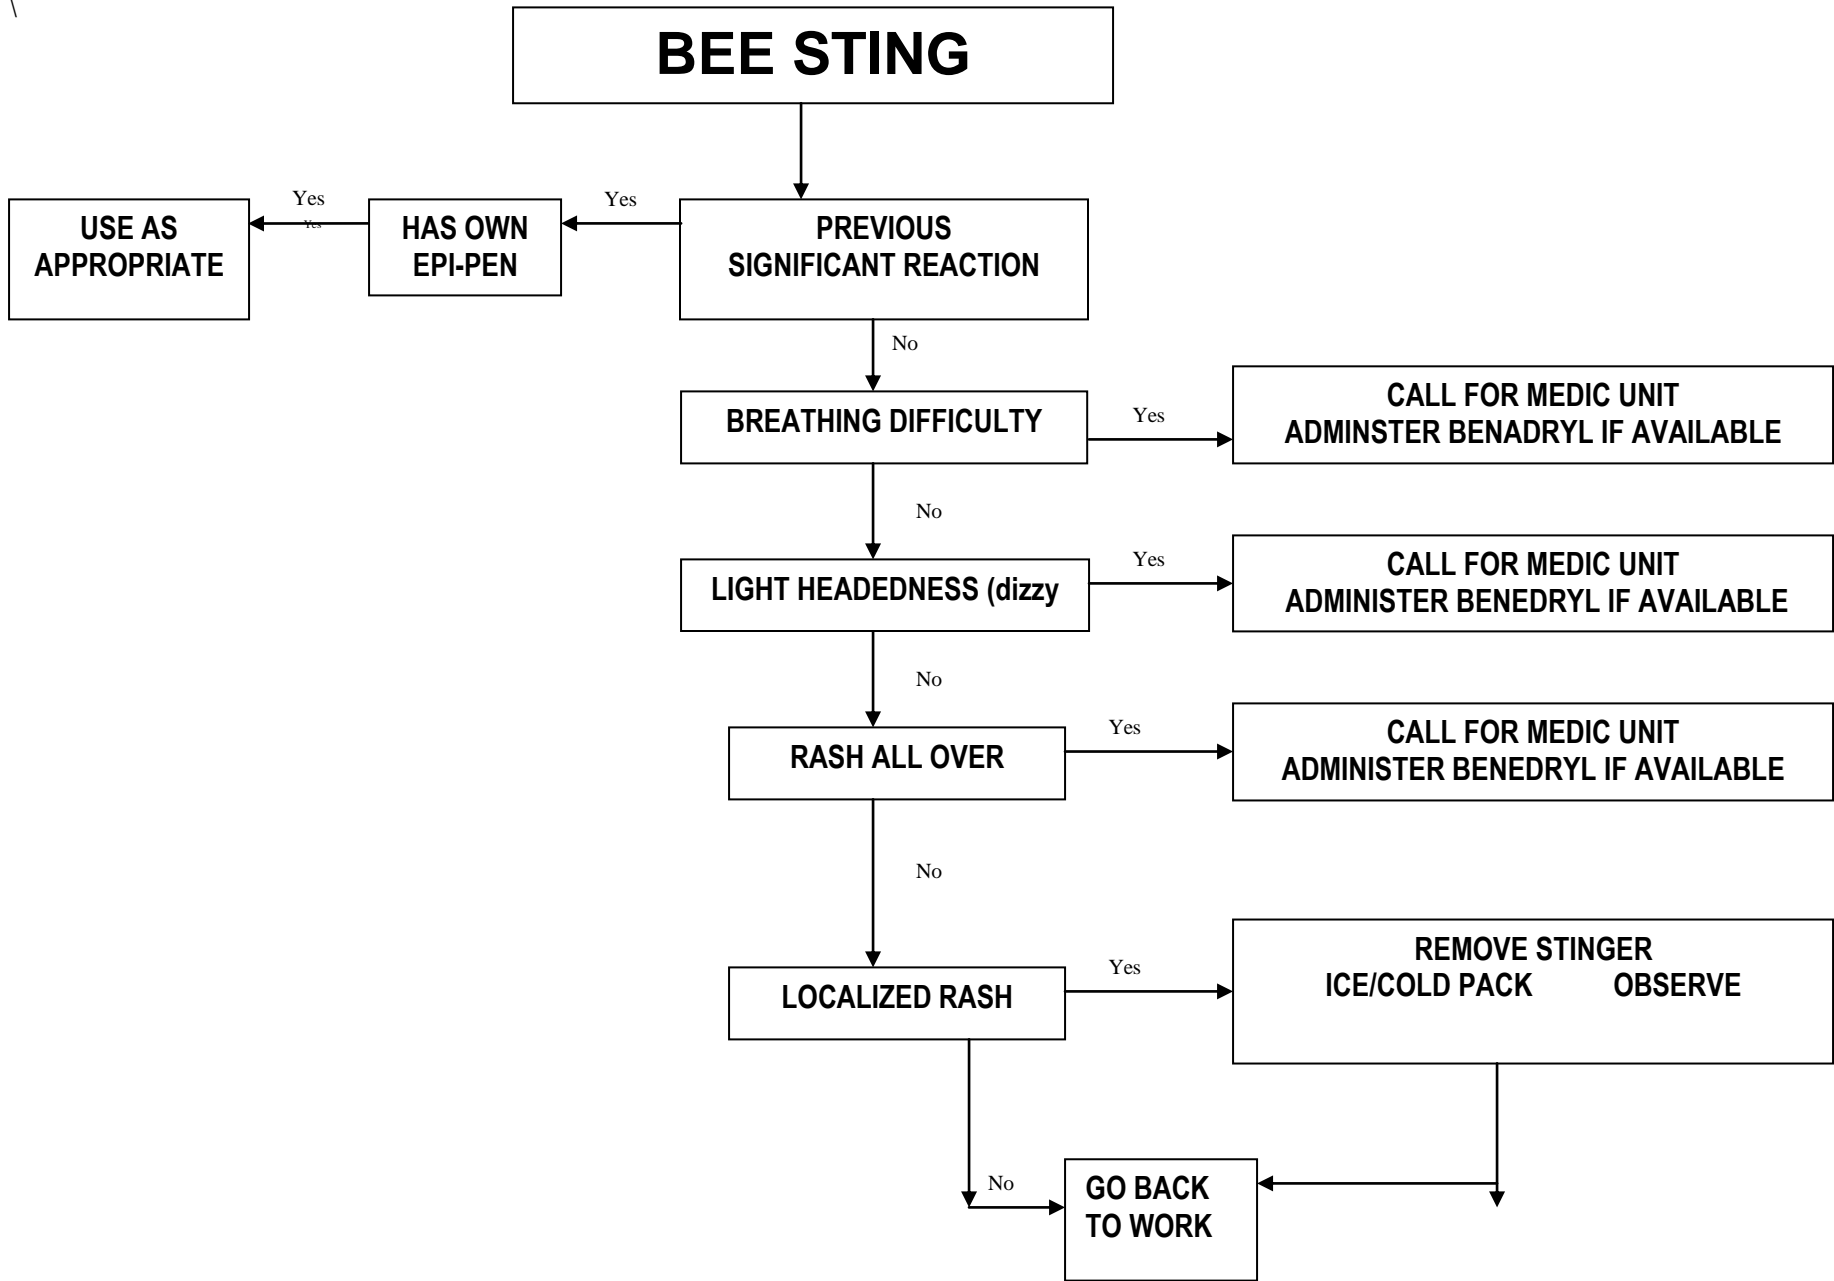 \
BEE STING
Yes
Yes
Yes
USE AS
APPROPRIATE
HAS OWN
EPI-PEN
PREVIOUS
SIGNIFICANT REACTION
No
BREATHING DIFFICULTY
Yes
CALL FOR MEDIC UNIT
ADMINSTER BENADRYL IF AVAILABLE
No
LIGHT HEADEDNESS (dizzy
Yes
CALL FOR MEDIC UNIT
ADMINISTER BENEDRYL IF AVAILABLE
No
RASH ALL OVER
Yes
CALL FOR MEDIC UNIT
ADMINISTER BENEDRYL IF AVAILABLE
No
LOCALIZED RASH
Yes
REMOVE STINGER
ICE/COLD PACK OBSERVE
No
GO BACK
TO WORK